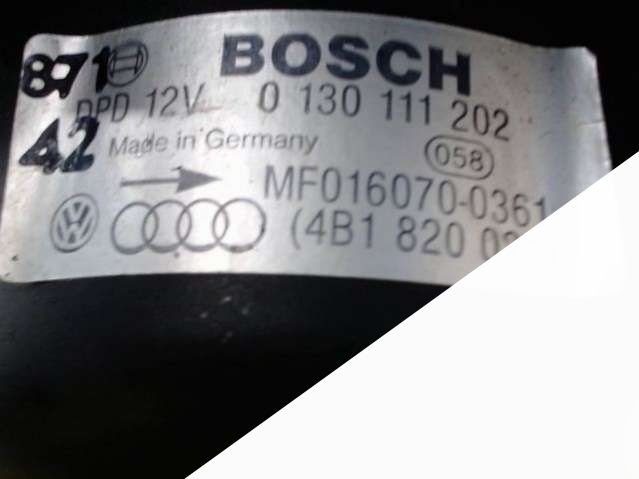 871 BOSCH
DPD 12V 0 130 111 202
42 Made in Germany 058
MF016070-0361
(4B1 820